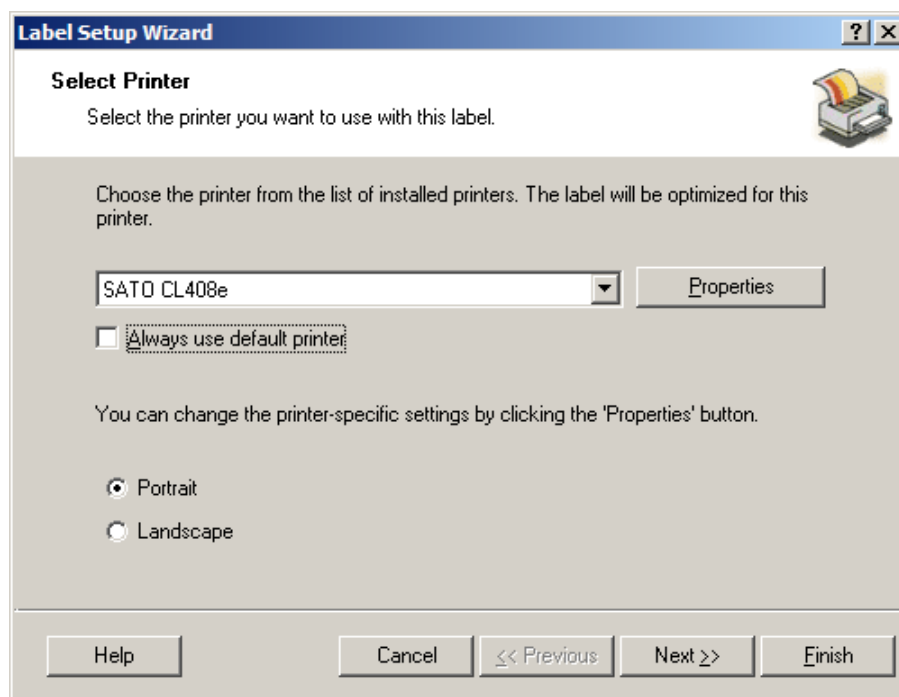 Label Setup Wizard
Select Printer
Select the printer you want to use with this label.
Choose the printer from the list of installed printers. The label will be optimized for this
printer.
SATO CL408e
Properties
Always use default printer
You can change the printer-specific settings by clicking the 'Properties' button.
Portrait
Landscape
Help
Cancel
<< Previous
Next >>
Finish